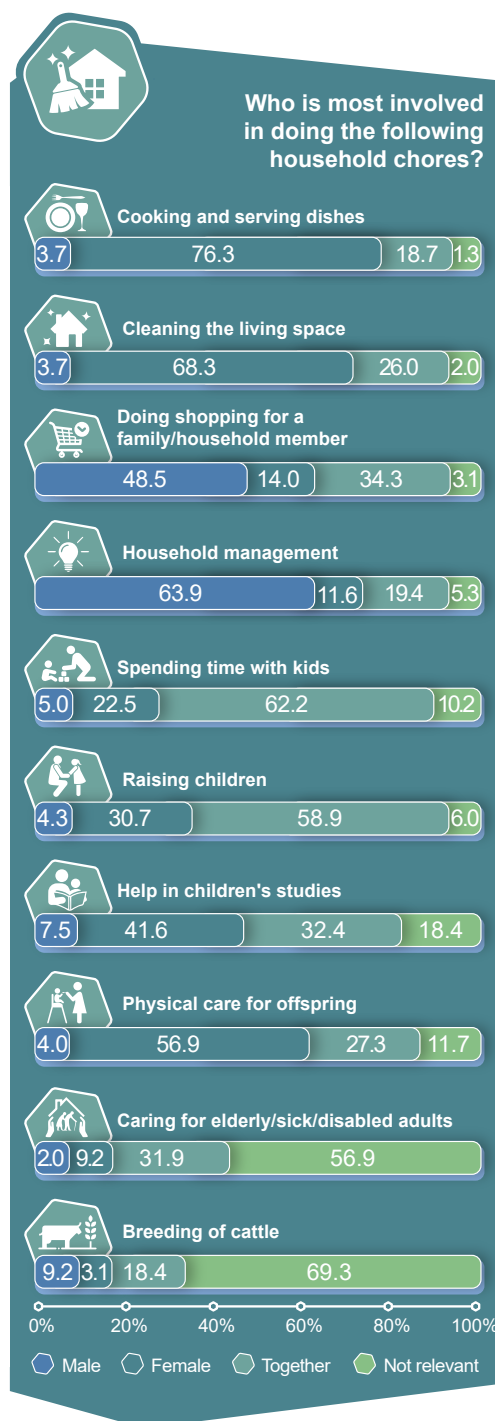 Who is most involved
in doing the following
household chores?
Cooking and serving dishes
3.7 76.3 18.7 1.3
Cleaning the living space
3.7 68.3 26.0 2.0
Doing shopping for a
family/household member
48.5 14.0 34.3 3.1
Household management
63.9 11.6 19.4 5.3
Spending time with kids
5.0 22.5 62.2 10.2
Raising children
4.3 30.7 58.9 6.0
Help in children's studies
7.5 41.6 32.4 18.4
Physical care for offspring
4.0 56.9 27.3 11.7
Caring for elderly/sick/disabled adults
2.0 9.2 31.9 56.9
Breeding of cattle
9.2 3.1 18.4 69.3
0% 20% 40% 60% 80% 100%
Male Female Together Not relevant